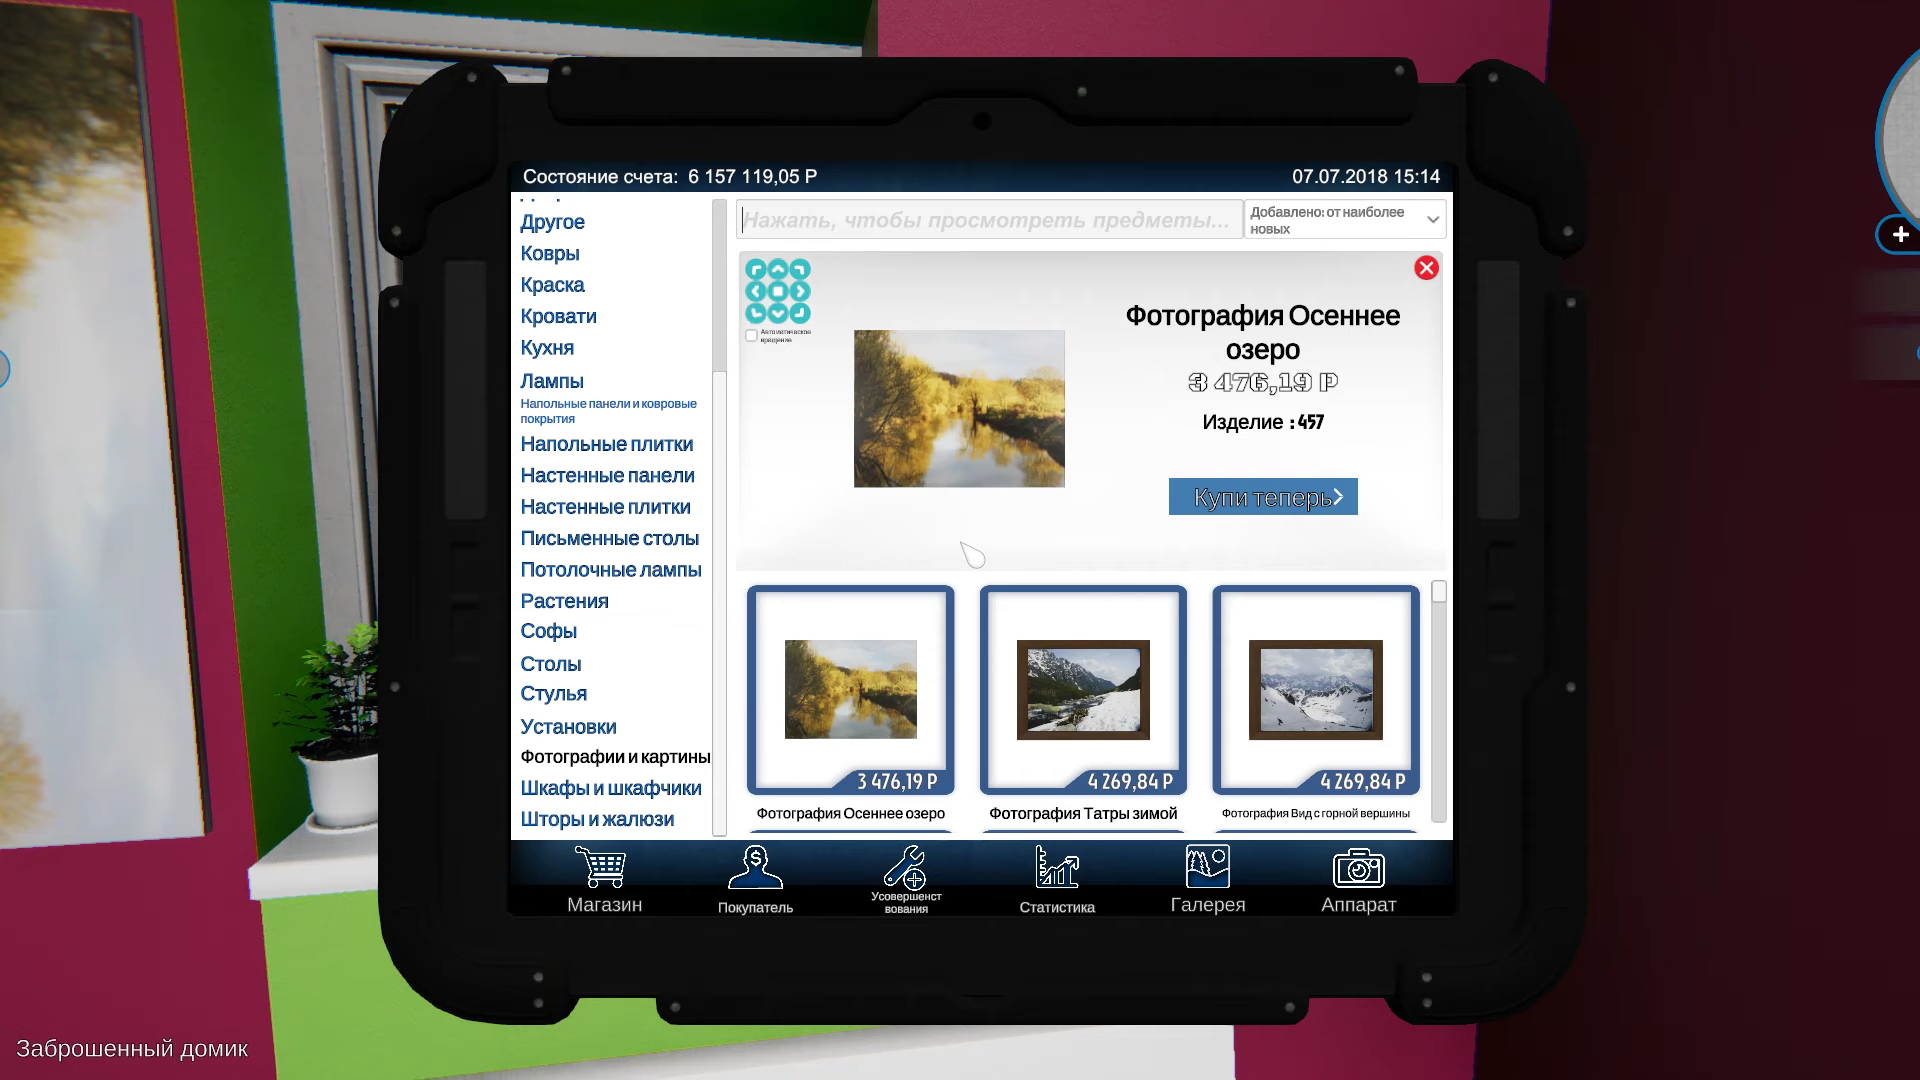 Состояние счета: 6 157 119,05 Р
07.07.2018 15:14
Другое
Ковры
Краска
Кровати
Кухня
Лампы
Напольные панели и ковровые
покрытия
Напольные плитки
Настенные панели
Настенные плитки
Письменные столы
Потолочные лампы
Растения
Софы
Столы
Стулья
Установки
Фотографии и картины
Шкафы и шкафчики
Шторы и жалюзи
Нажать, чтобы просмотреть предметы...
Добавлено: от наиболее
новых
Автоматическое
вращение
Фотография Осеннее
озеро
3 476,19 Р
Изделие : 457
Купи теперь
3 476,19 Р
4 269,84 Р
4 269,84 Р
Фотография Осеннее озеро
Фотография Татры зимой
Фотография Вид с горной вершины
Магазин
Покупатель
Усовершенст
вования
Статистика
Галерея
Аппарат
Заброшенный домик